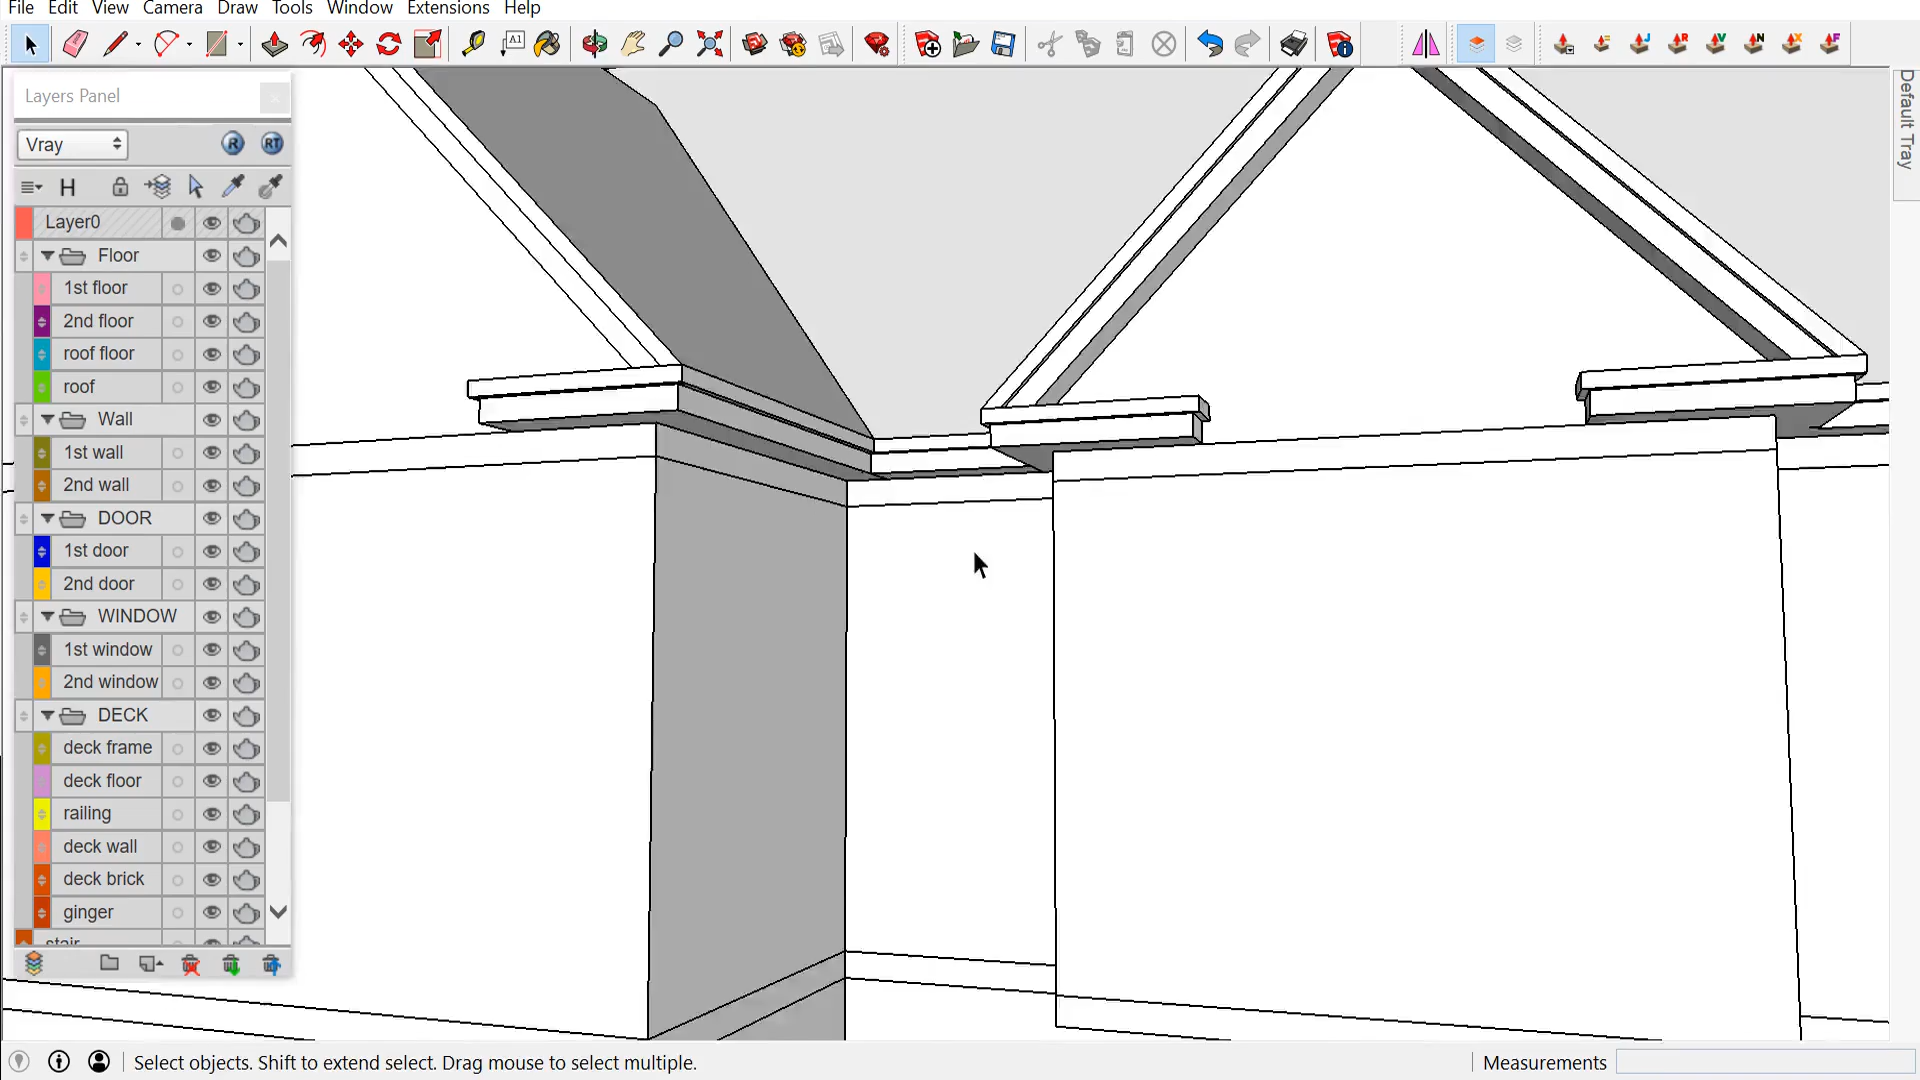 File Edit View Camera Draw Tools Window Extensions Help
A1
Layers Panel
Vray
R RT
H
Layer0
Floor
1st floor
2nd floor
roof floor
roof
Wall
1st wall
2nd wall
DOOR
1st door
2nd door
WINDOW
1st window
2nd window
DECK
deck frame
deck floor
railing
deck wall
deck brick
ginger
stair
Default Tray
Select objects. Shift to extend select. Drag mouse to select multiple.
Measurements